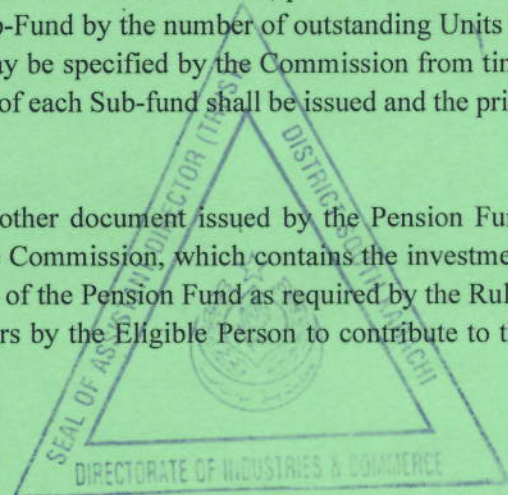 b-Fund by the number of outstanding Units
ay be specified by the Commission from tim
of each Sub-fund shall be issued and the pri
other document issued by the Pension Fun
Commission, which contains the investme
of the Pension Fund as required by the Rul
rs by the Eligible Person to contribute to t
SEAL OF ASSISTANT DIRECTOR (TRUST)
DISTRICT SOUTH KARACHI
DIRECTORATE OF INDUSTRIES & COMMERCE